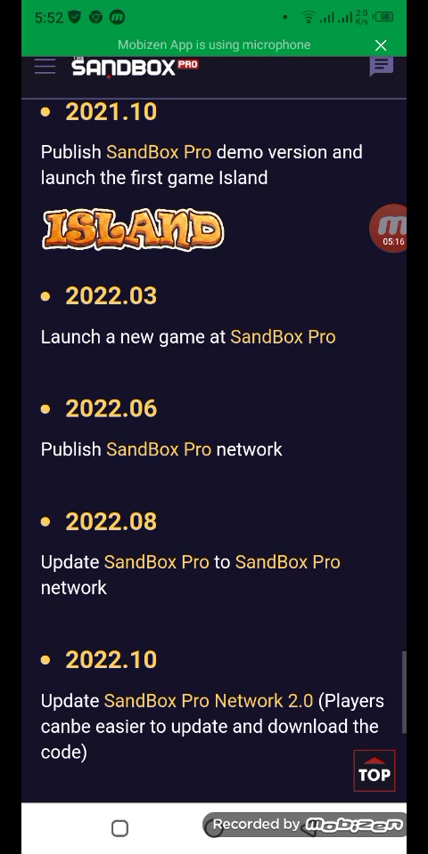 5:52
2.0
K/s
Mobizen App is using microphone
THE
SANDBOX PRO
2021.10
Publish SandBox Pro demo version and
launch the first game Island
ISLAND
05:16
2022.03
Launch a new game at SandBox Pro
2022.06
Publish SandBox Pro network
2022.08
Update SandBox Pro to SandBox Pro
network
2022.10
Update SandBox Pro Network 2.0 (Players
canbe easier to update and download the
code)
TOP
Recorded by mobizen